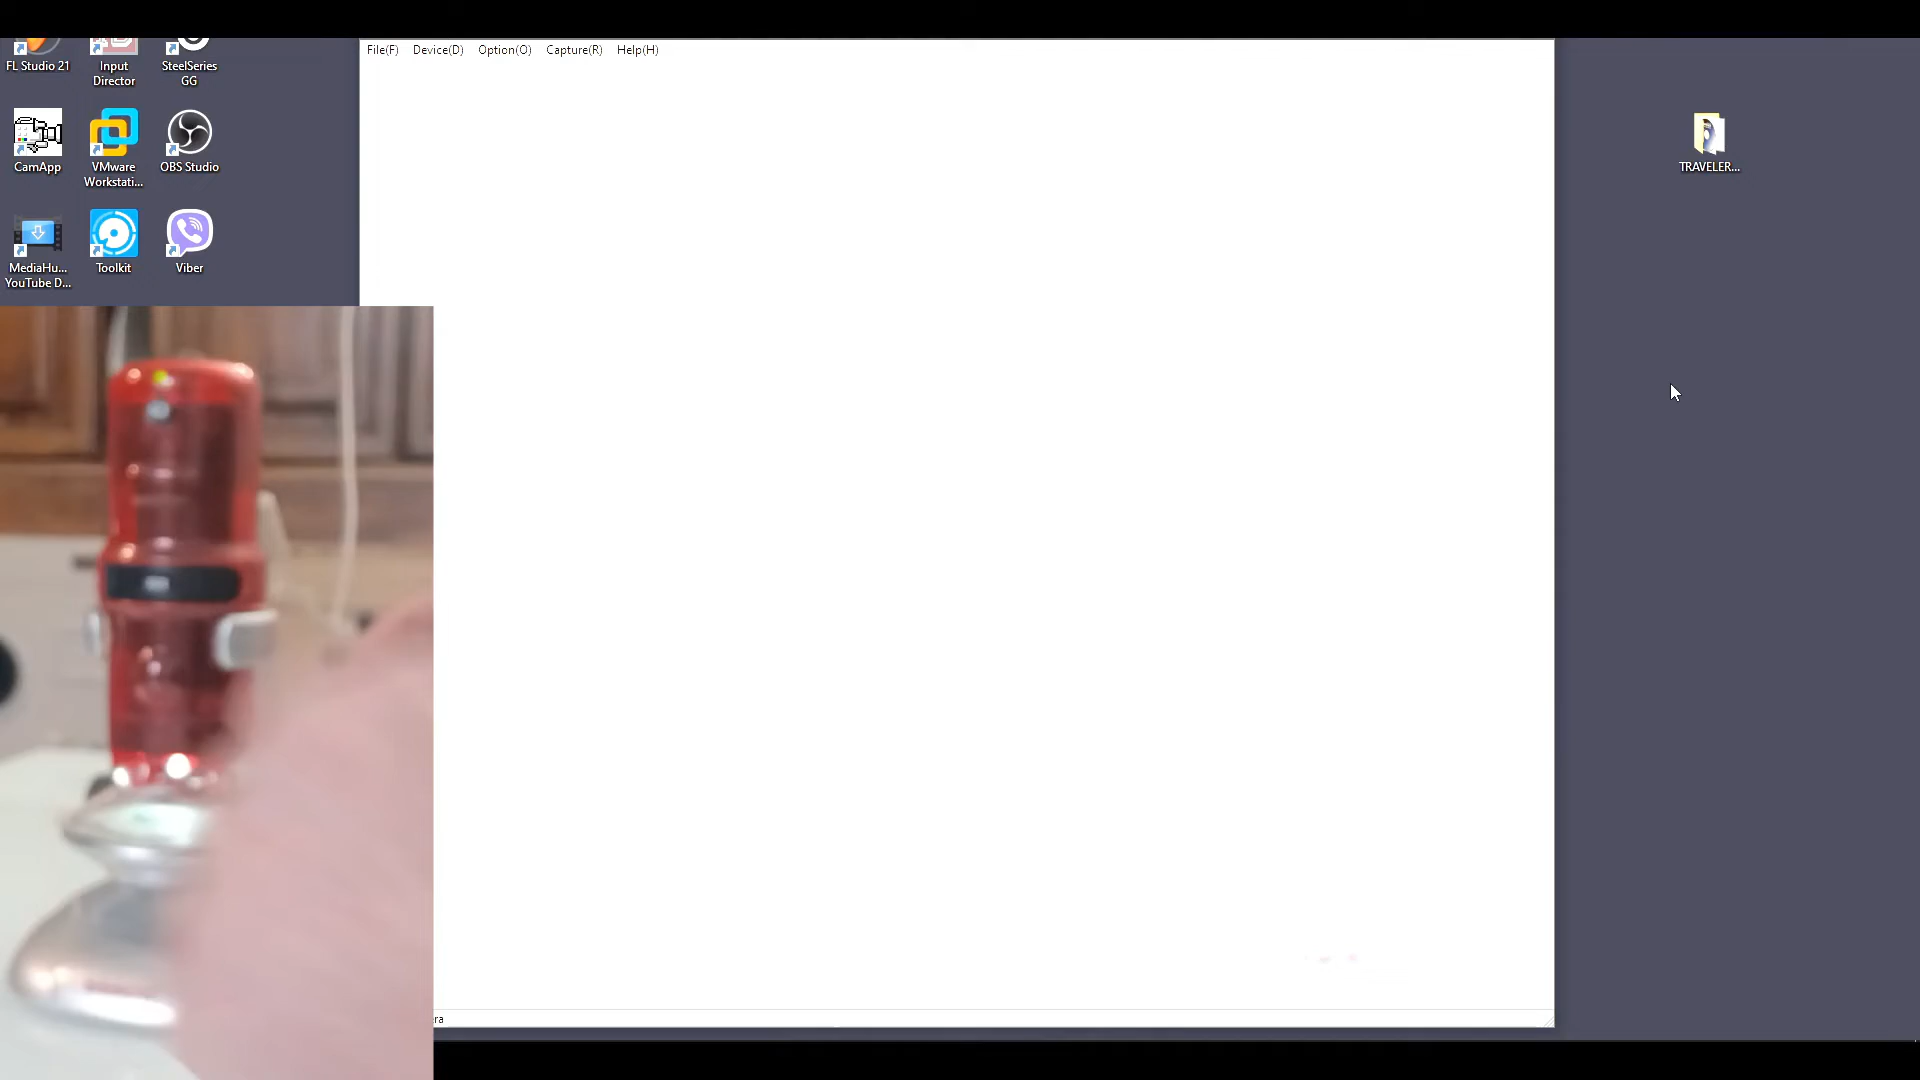 File(F) Device(D) Option(O) Capture(R) Help(H)
FL Studio 21
Input
Director
SteelSeries
GG
CamApp
VMware
Workstati...
OBS Studio
MediaHu...
YouTube D...
Toolkit
Viber
TRAVELER...
ra